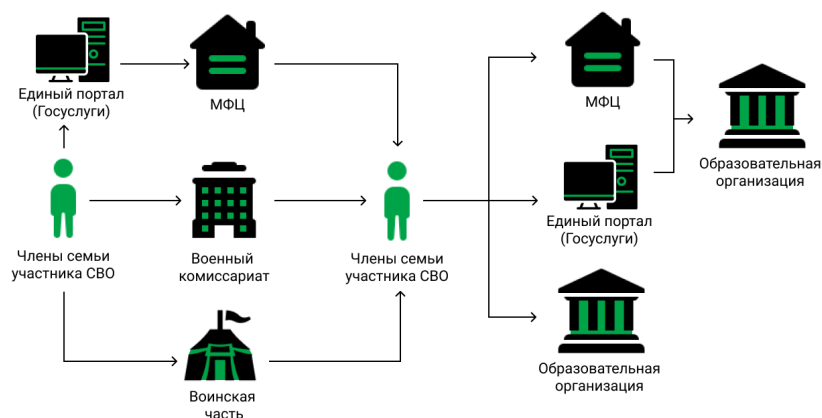 Единый портал
(Госуслуги)
МФЦ
МФЦ
Образовательная
организация
Члены семьи
участника СВО
Военный
комиссариат
Члены семьи
участника СВО
Единый портал
(Госуслуги)
Воинская
часть
Образовательная
организация